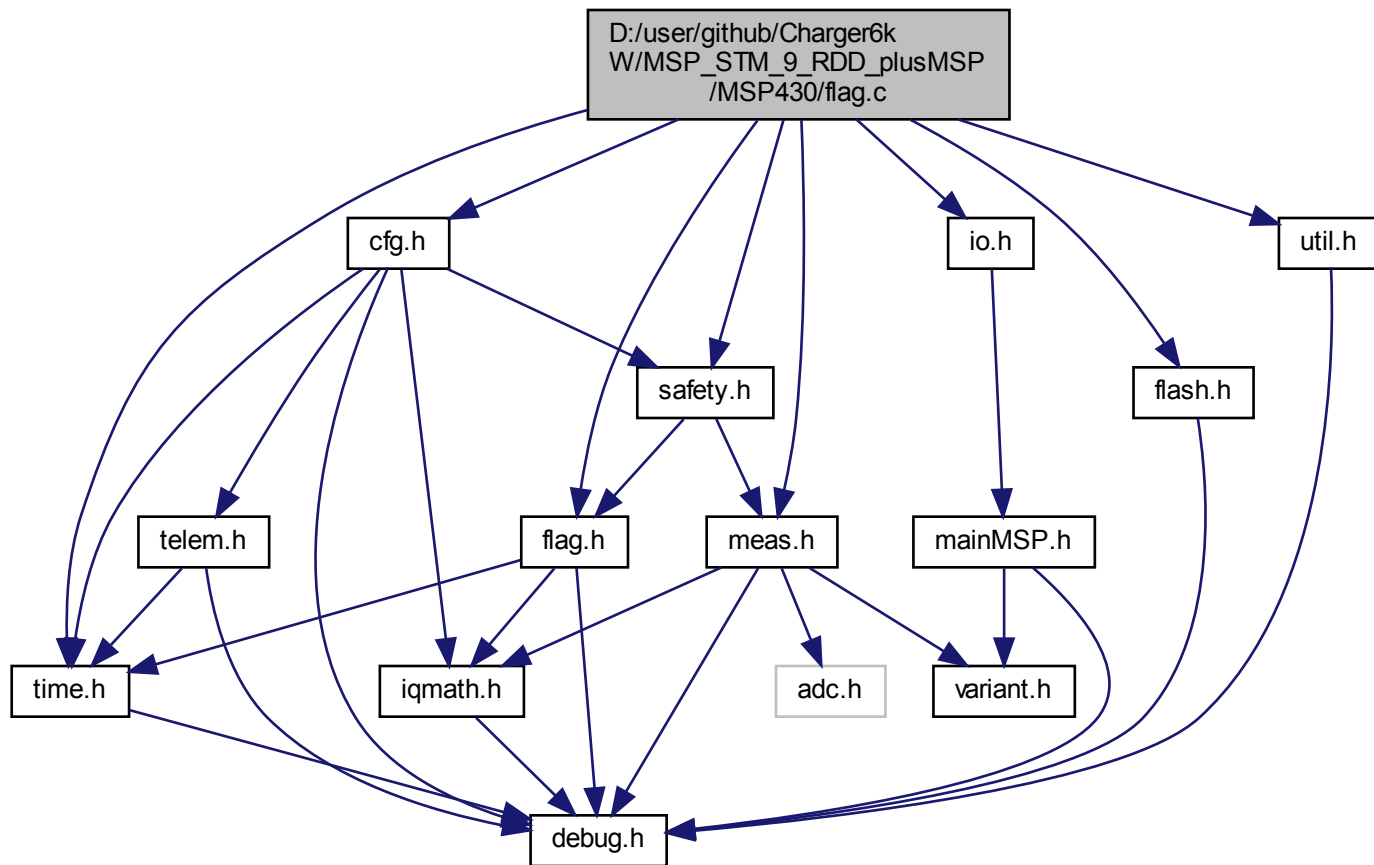 D:/user/github/Charger6k
W/MSP_STM_9_RDD_plusMSP
/MSP430/flag.c
cfg.h
io.h
util.h
safety.h
flash.h
telem.h
flag.h
meas.h
mainMSP.h
time.h
iqmath.h
adc.h
variant.h
debug.h